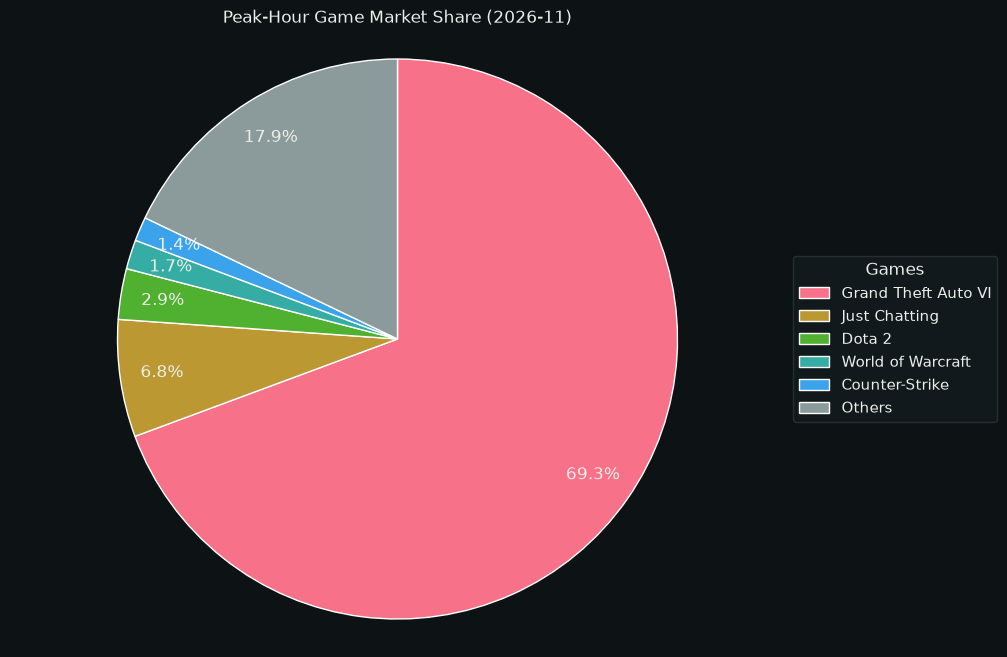 Peak-Hour Game Market Share (2026-11)
17.9%
1.4%
1.7%
2.9%
6.8%
69.3%
Games
Grand Theft Auto VI
Just Chatting
Dota 2
World of Warcraft
Counter-Strike
Others